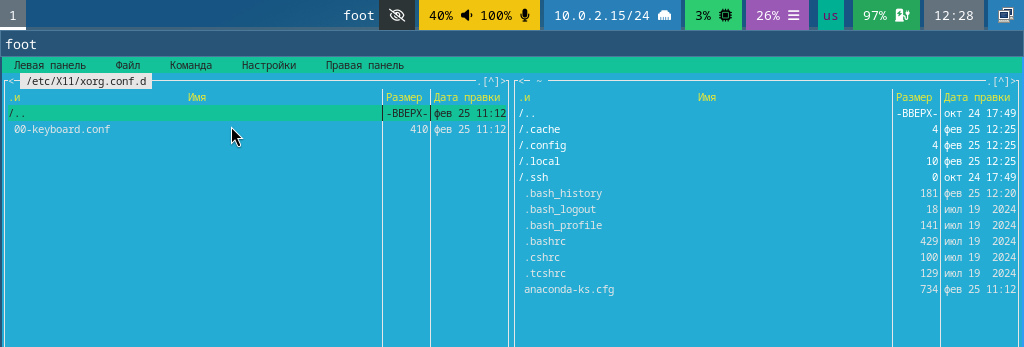 1 foot 40% 100% 10.0.2.15/24 3% 26% us 97% 12:28
foot
Левая панель Файл Команда Настройки Правая панель
<─ /etc/X11/xorg.conf.d .[^]> <─ ~ .[^]>
.и Имя Размер Дата правки .и Имя Размер Дата правки
/.. -ВВЕРХ- фев 25 11:12 /.. -ВВЕРХ- окт 24 17:49
00-keyboard.conf 410 фев 25 11:12 /.cache 4 фев 25 12:25
/.config 4 фев 25 12:25
/.local 10 фев 25 12:25
/.ssh 0 окт 24 17:49
.bash_history 181 фев 25 12:20
.bash_logout 18 июл 19 2024
.bash_profile 141 июл 19 2024
.bashrc 429 июл 19 2024
.cshrc 100 июл 19 2024
.tcshrc 129 июл 19 2024
anaconda-ks.cfg 734 фев 25 11:12